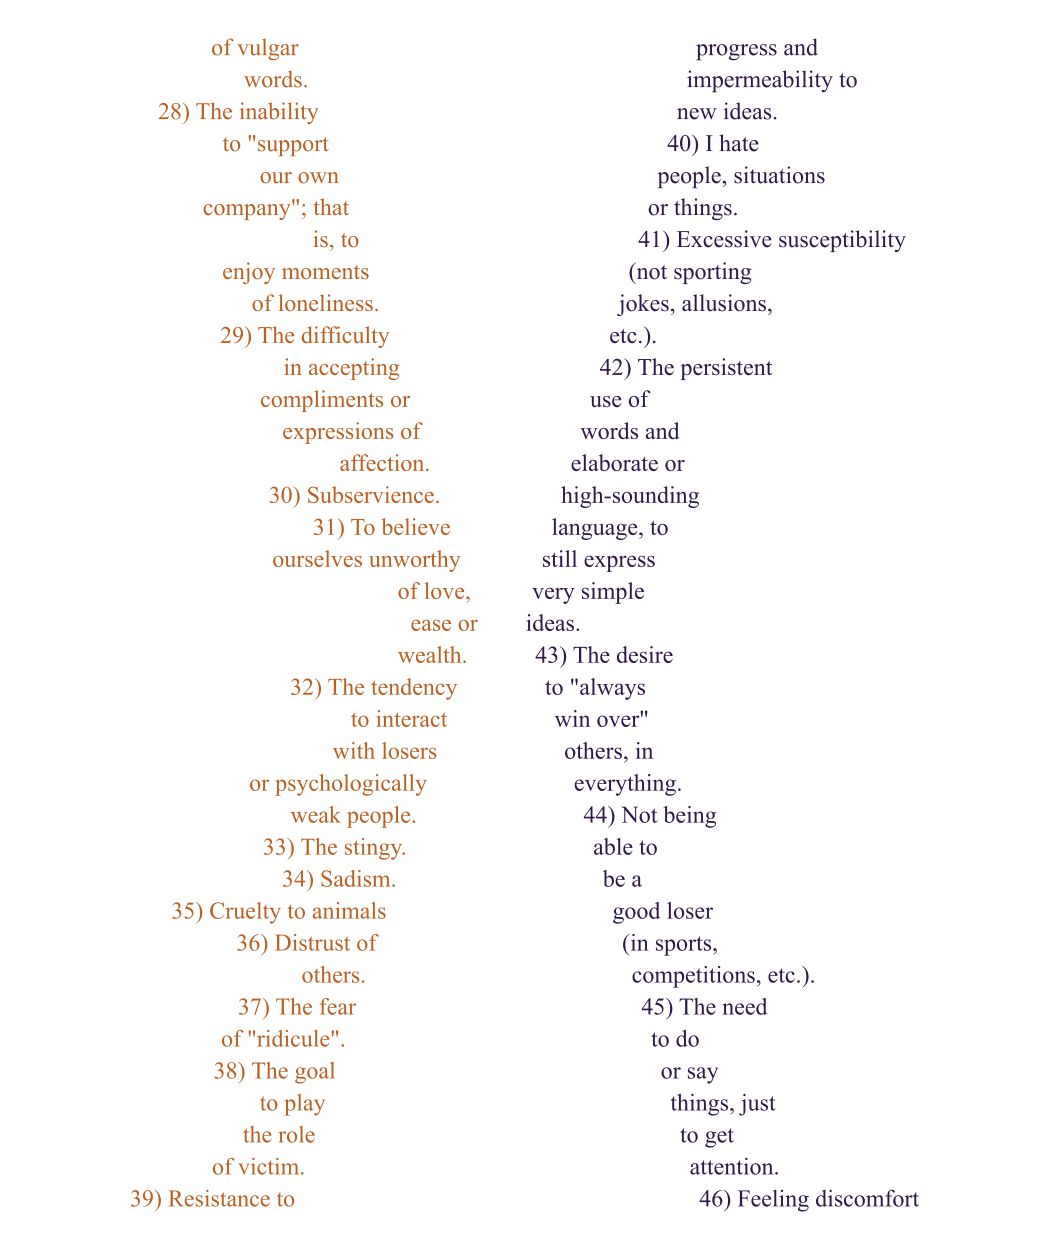 of vulgar
words.
28) The inability
to "support
our own
company"; that
is, to
enjoy moments
of loneliness.
29) The difficulty
in accepting
compliments or
expressions of
affection.
30) Subservience.
31) To believe
ourselves unworthy
of love,
ease or
wealth.
32) The tendency
to interact
with losers
or psychologically
weak people.
33) The stingy.
34) Sadism.
35) Cruelty to animals
36) Distrust of
others.
37) The fear
of "ridicule".
38) The goal
to play
the role
of victim.
39) Resistance to
progress and
impermeability to
new ideas.
40) I hate
people, situations
or things.
41) Excessive susceptibility
(not sporting
jokes, allusions,
etc.).
42) The persistent
use of
words and
elaborate or
high-sounding
language, to
still express
very simple
ideas.
43) The desire
to "always
win over"
others, in
everything.
44) Not being
able to
be a
good loser
(in sports,
competitions, etc.).
45) The need
to do
or say
things, just
to get
attention.
46) Feeling discomfort